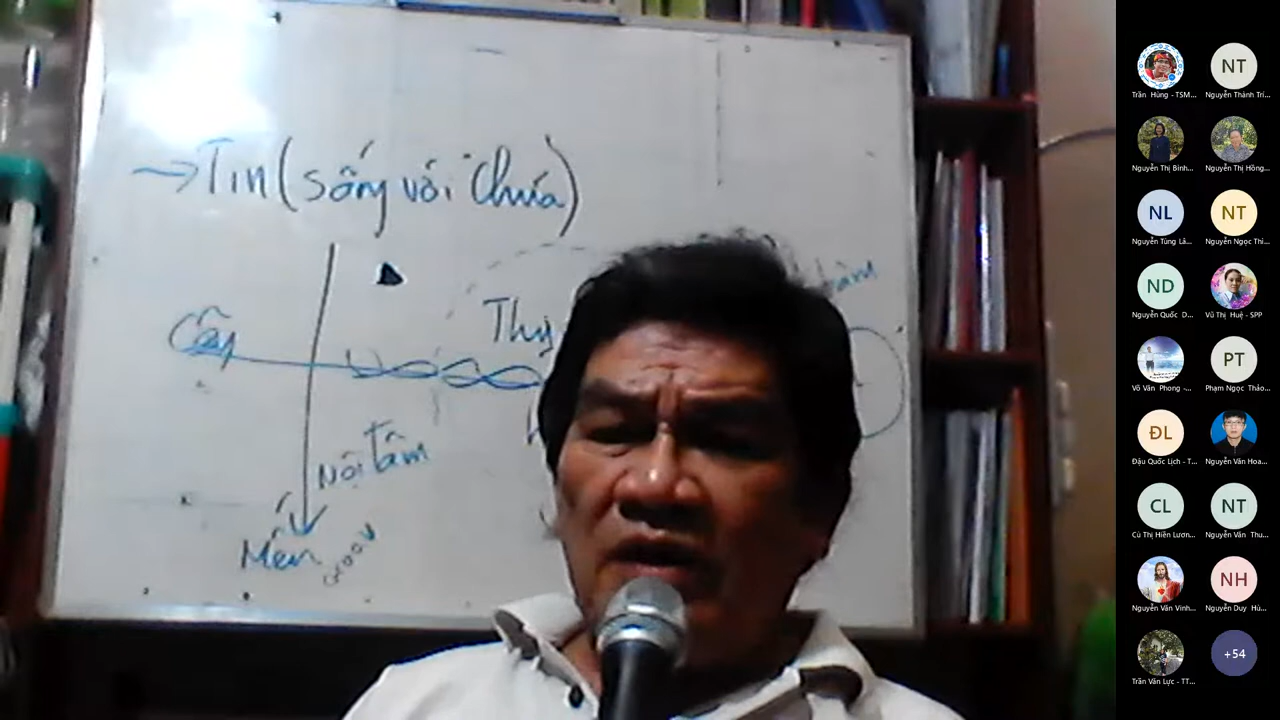 → Tin (sống với Chúa)
Thy
Cây
Nội Tâm
Mến
NT
Trần Hùng - TSM...
Nguyễn Thành Trí...
Nguyễn Thị Bình...
Nguyễn Thị Hồng...
NL
NT
Nguyễn Tùng Lâ...
Nguyễn Ngọc Thi...
ND
Nguyễn Quốc D...
Vũ Thị Huệ - SPP
PT
Võ Văn Phong -...
Phạm Ngọc Thảo...
ĐL
Đậu Quốc Lịch - T...
Nguyễn Văn Hoa...
CL
NT
Cù Thị Hiền Lươn...
Nguyễn Văn Thu...
NH
Nguyễn Văn Vinh...
Nguyễn Duy Hù...
+54
Trần Văn Lực - TT...